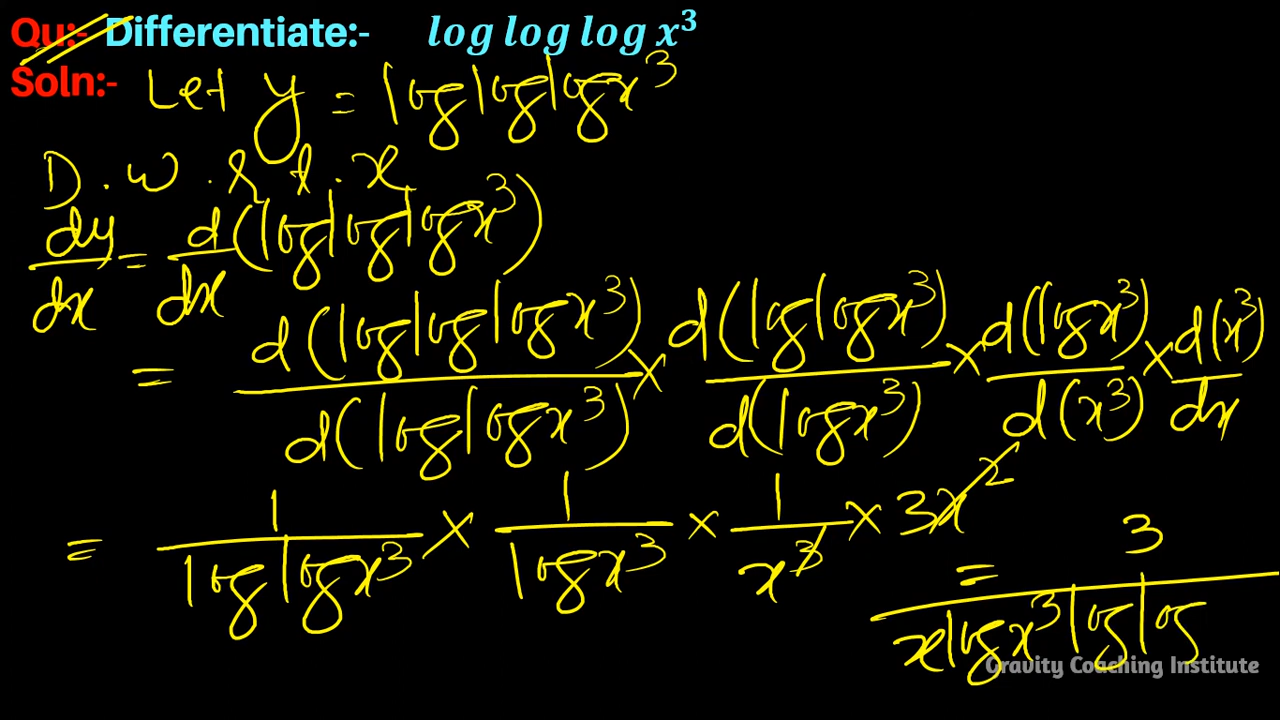 Qu:- Differentiate:- log log log x³
Soln:- Let y = log log log x³
D.w.r.t.x
dy/dx = d/dx (log log log x³)
= d(log log log x³)/d(log log x³) × d(log log x³)/d(log x³) × d(log x³)/d(x³) × d(x³)/dx
= 1/(log log x³) × 1/(log x³) × 1/x³ × 3x²
= 3/(x log x³ log log
Gravity Coaching Institute